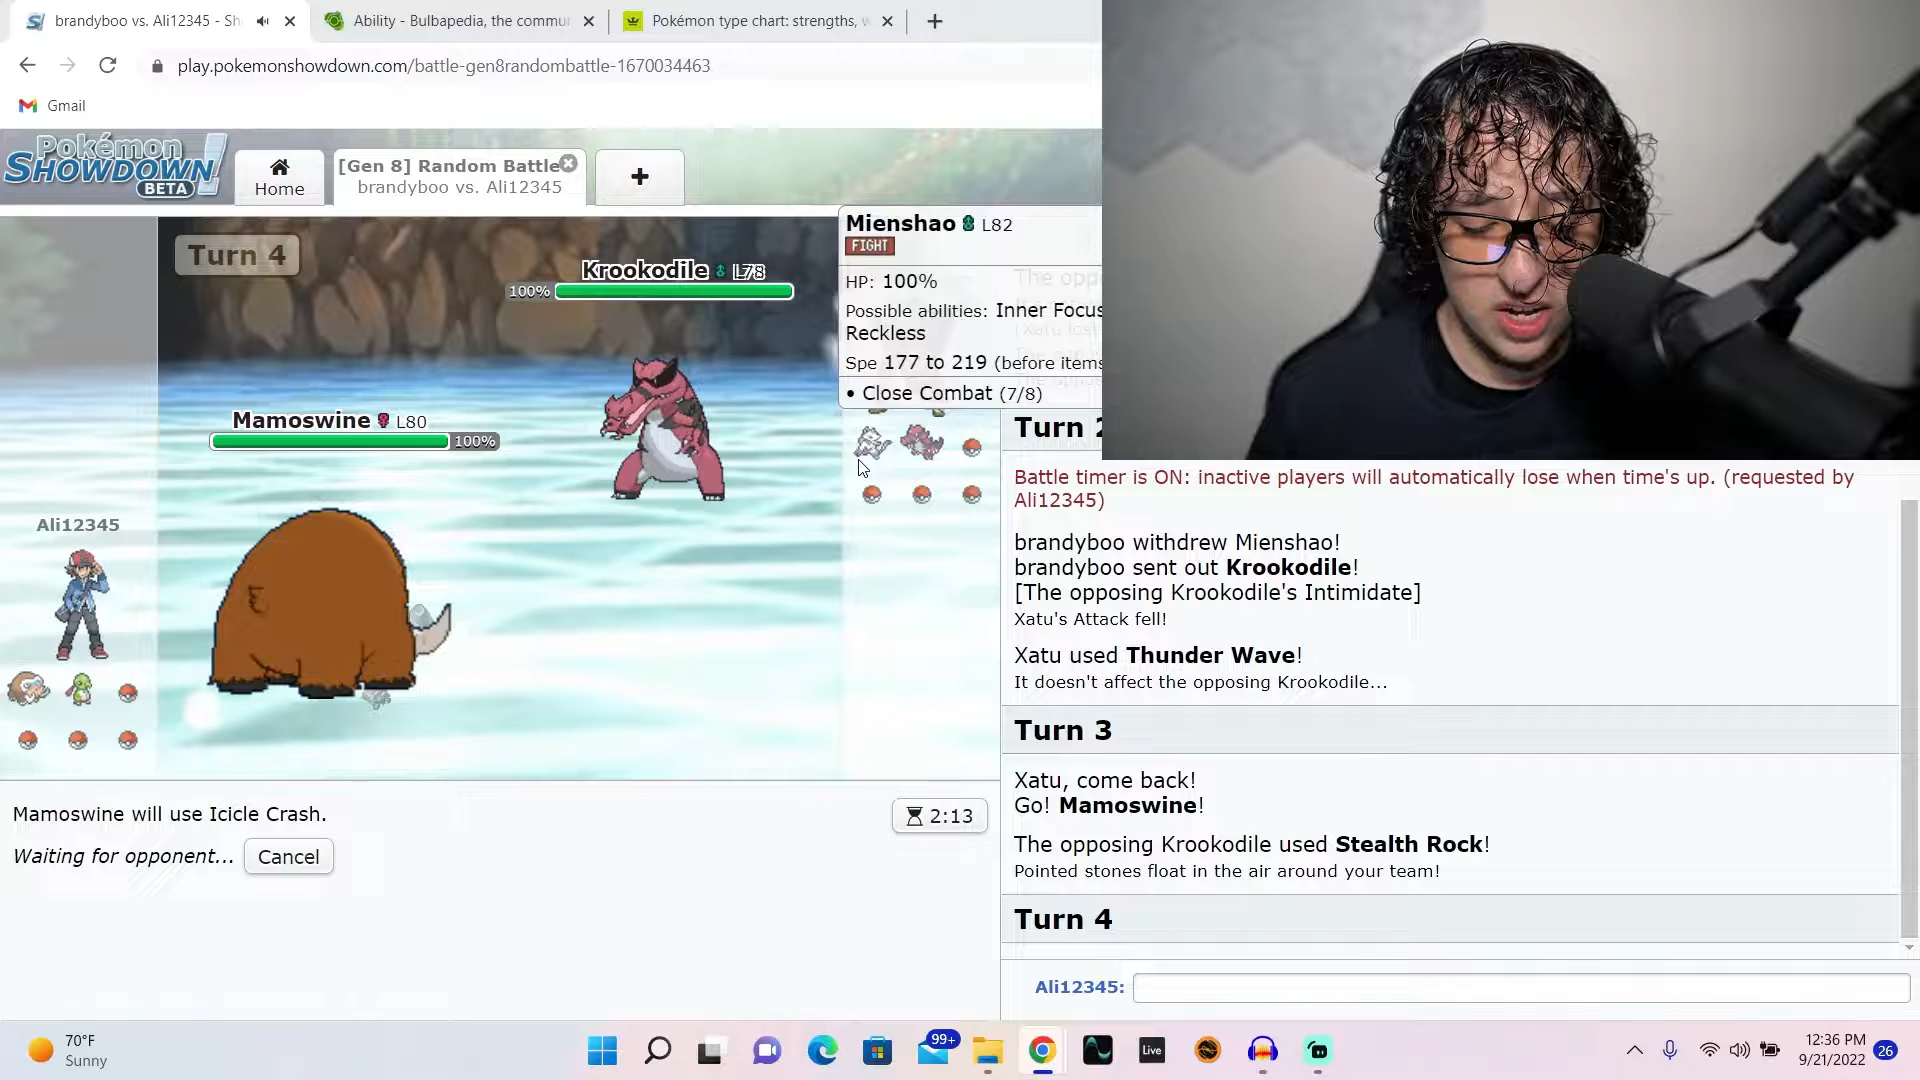 brandyboo vs. Ali12345 - Sh
Ability - Bulbapedia, the commu
Pokémon type chart: strengths, w
play.pokemonshowdown.com/battle-gen8randombattle-1670034463
Gmail
Pokémon
SHOWDOWN!
BETA
Home
[Gen 8] Random Battle
brandyboo vs. Ali12345
Turn 4
Krookodile L78
100%
Mamoswine L80
100%
Mienshao L82
FIGHT
HP: 100%
Possible abilities: Inner Focus
Reckless
Spe 177 to 219 (before items
• Close Combat (7/8)
Ali12345
Turn 2
Battle timer is ON: inactive players will automatically lose when time's up. (requested by
Ali12345)
brandyboo withdrew Mienshao!
brandyboo sent out Krookodile!
[The opposing Krookodile's Intimidate]
Xatu's Attack fell!
Xatu used Thunder Wave!
It doesn't affect the opposing Krookodile...
Turn 3
Xatu, come back!
Go! Mamoswine!
The opposing Krookodile used Stealth Rock!
Pointed stones float in the air around your team!
Turn 4
Ali12345:
Mamoswine will use Icicle Crash.
2:13
Waiting for opponent...
Cancel
70°F
Sunny
99+
Live
12:36 PM
9/21/2022
26